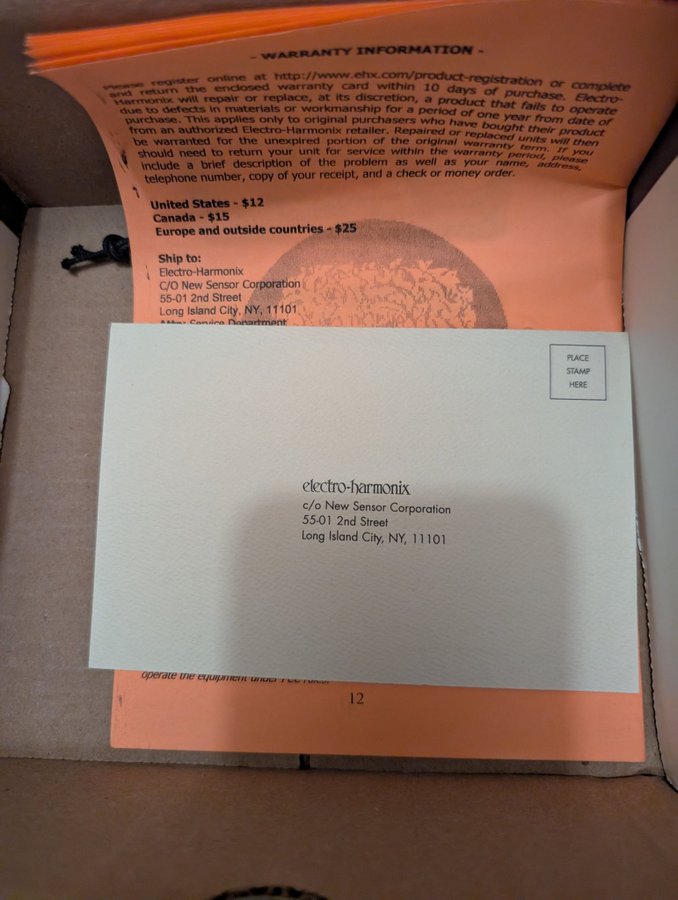 - WARRANTY INFORMATION -
Please register online at http://www.ehx.com/product-registration or complete
and return the enclosed warranty card within 10 days of purchase. Electro-
Harmonix will repair or replace, at its discretion, a product that fails to operate
due to defects in materials or workmanship for a period of one year from date of
purchase. This applies only to original purchasers who have bought their product
from an authorized Electro-Harmonix retailer. Repaired or replaced units will then
be warranted for the unexpired portion of the original warranty term. If you
should need to return your unit for service within the warranty period, please
include a brief description of the problem as well as your name, address,
telephone number, copy of your receipt, and a check or money order.
United States - $12
Canada - $15
Europe and outside countries - $25
Ship to:
Electro-Harmonix
C/O New Sensor Corporation
55-01 2nd Street
Long Island City, NY, 11101
Attn: Service Department
PLACE
STAMP
HERE
electro-harmonix
c/o New Sensor Corporation
55-01 2nd Street
Long Island City, NY, 11101
operate the equipment under FCC rules.
12